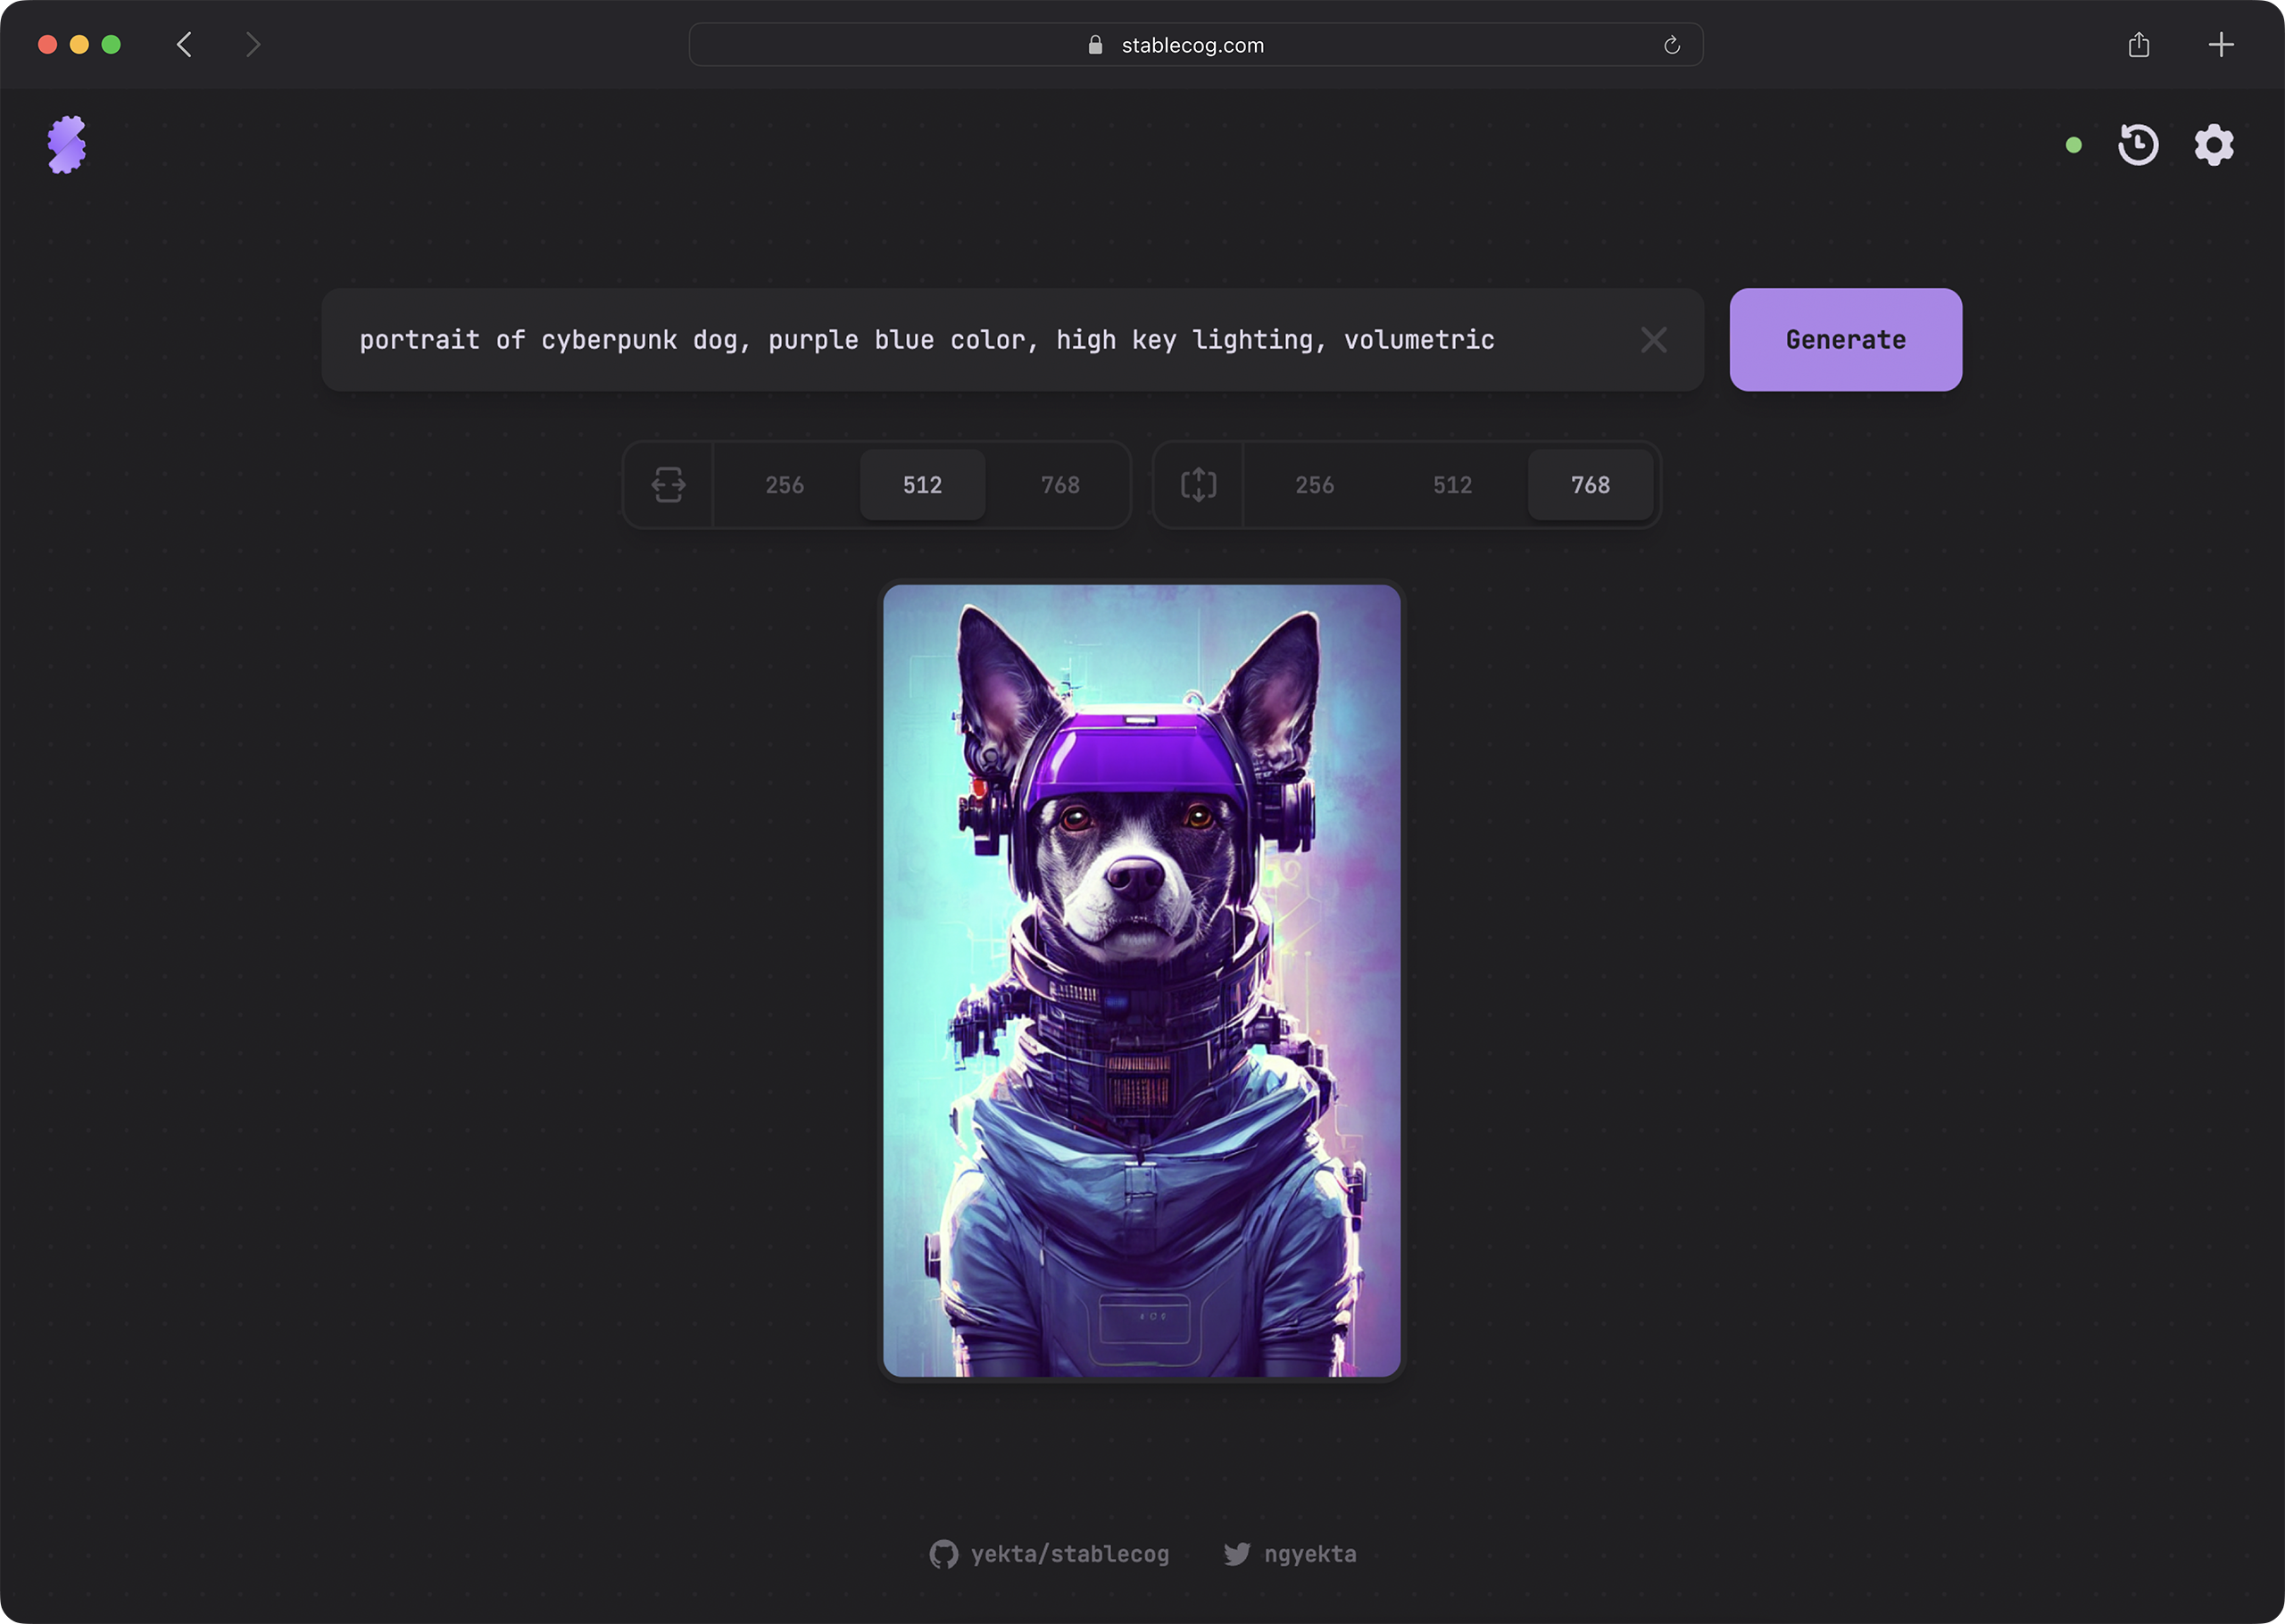 stablecog.com
portrait of cyberpunk dog, purple blue color, high key lighting, volumetric
Generate
256 512 768 256 512 768
yekta/stablecog ngyekta